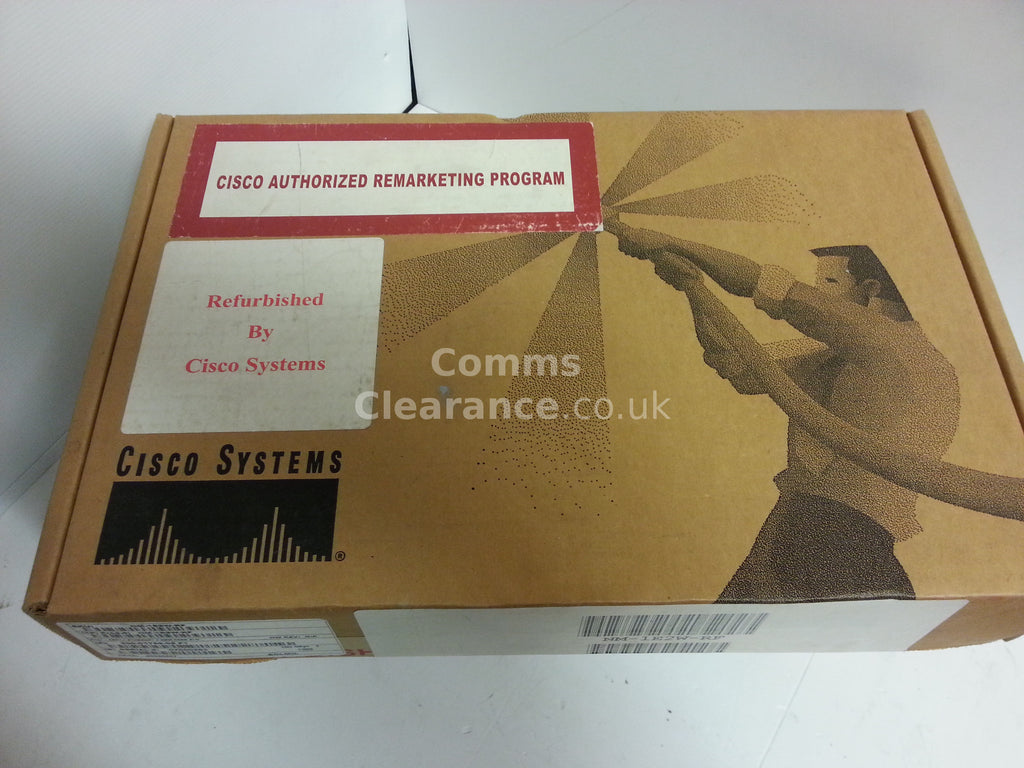 CISCO AUTHORIZED REMARKETING PROGRAM
Refurbished
By
Cisco Systems
Comms
Clearance.co.uk
CISCO SYSTEMS
®
NM-1E2W-RF